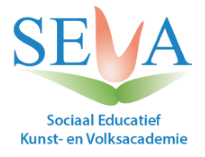 SEVA
Sociaal Educatief
Kunst- en Volksacademie